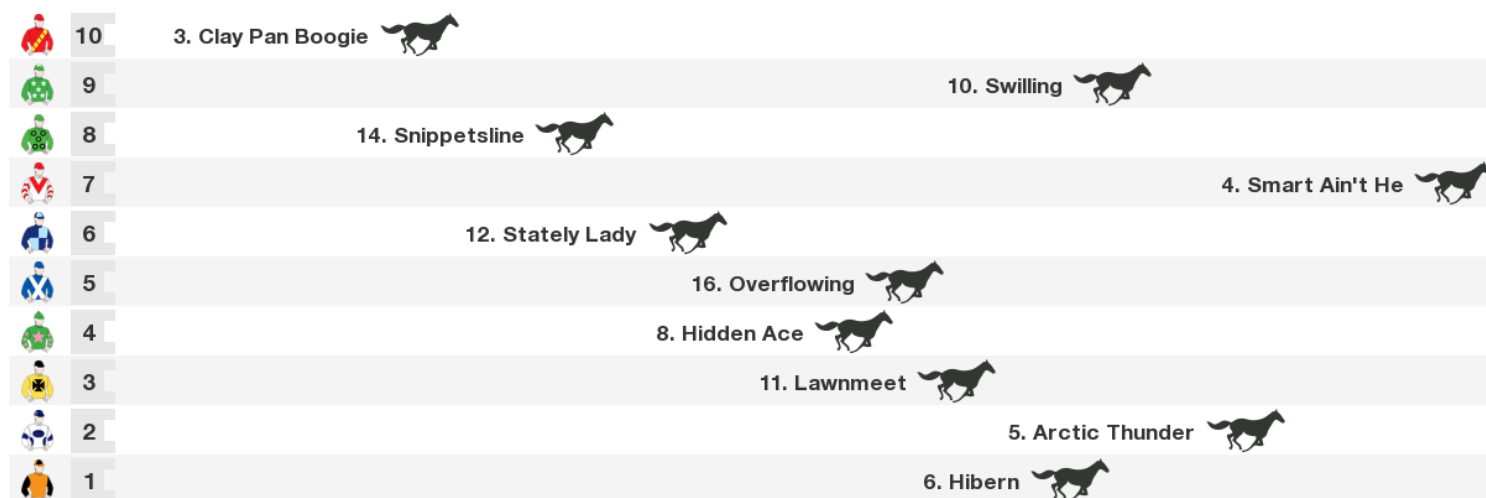 10 3. Clay Pan Boogie
9 10. Swilling
8 14. Snippetsline
7 4. Smart Ain't He
6 12. Stately Lady
5 16. Overflowing
4 8. Hidden Ace
3 11. Lawnmeet
2 5. Arctic Thunder
1 6. Hibern